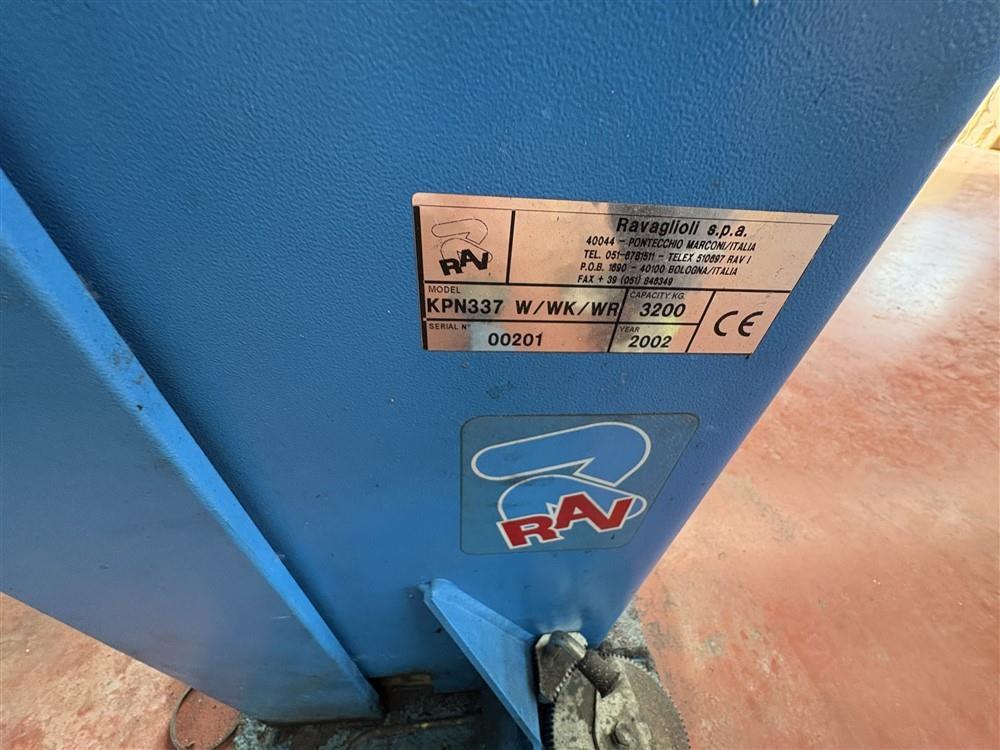 Ravaglioli s.p.a.
40044 - PONTECCHIO MARCONI/ITALIA
TEL. 051-6781511 - TELEX 510697 RAV I
P.O.B. 1690 - 40100 BOLOGNA/ITALIA
FAX + 39 (051) 846349
RAV
MODEL
KPN337 W/WK/WR
CAPACITY KG.
3200
SERIAL N°
00201
YEAR
2002
CE
RAV